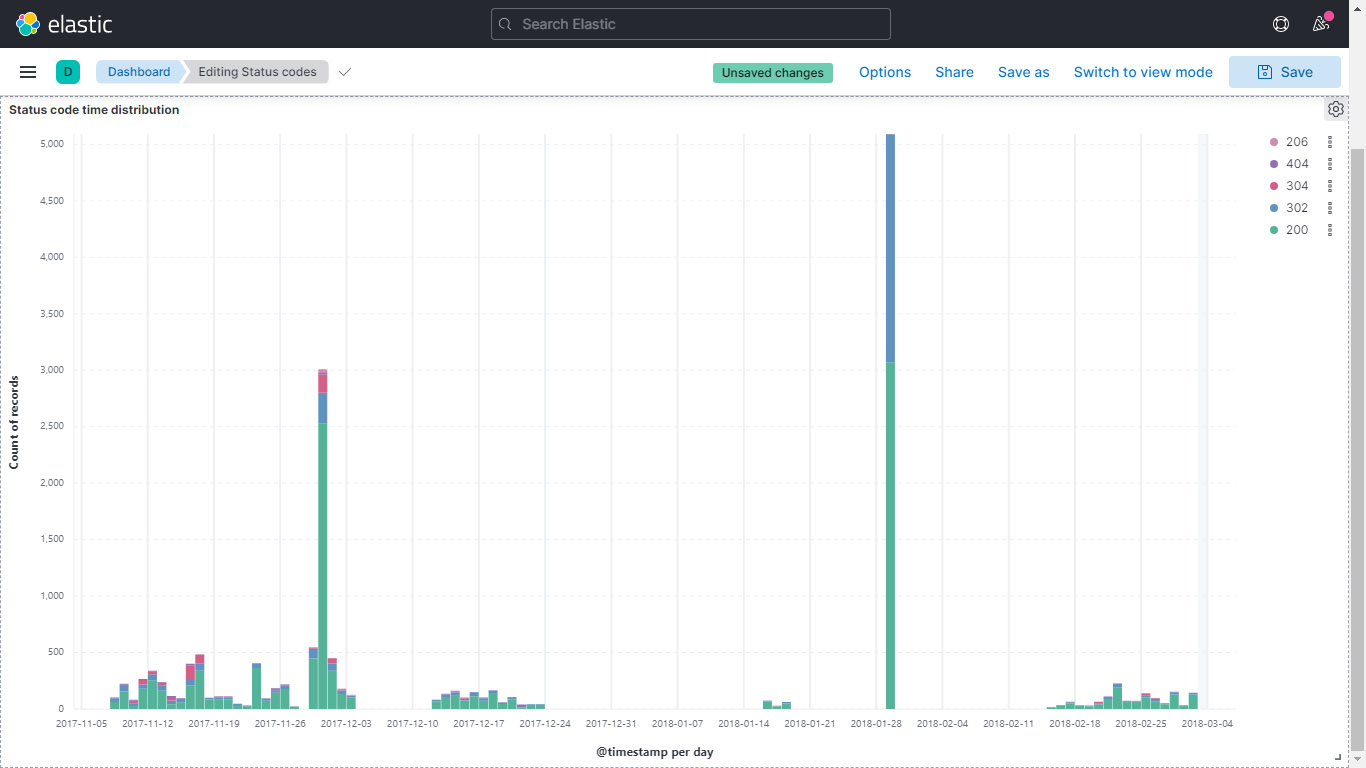 elastic
Search Elastic
D
Dashboard
Editing Status codes
Unsaved changes
Options
Share
Save as
Switch to view mode
Save
Status code time distribution
5,000
4,500
4,000
3,500
3,000
2,500
2,000
1,500
1,000
500
0
Count of records
2017-11-05 2017-11-12 2017-11-19 2017-11-26 2017-12-03 2017-12-10 2017-12-17 2017-12-24 2017-12-31 2018-01-07 2018-01-14 2018-01-21 2018-01-28 2018-02-04 2018-02-11 2018-02-18 2018-02-25 2018-03-04
@timestamp per day
206
404
304
302
200